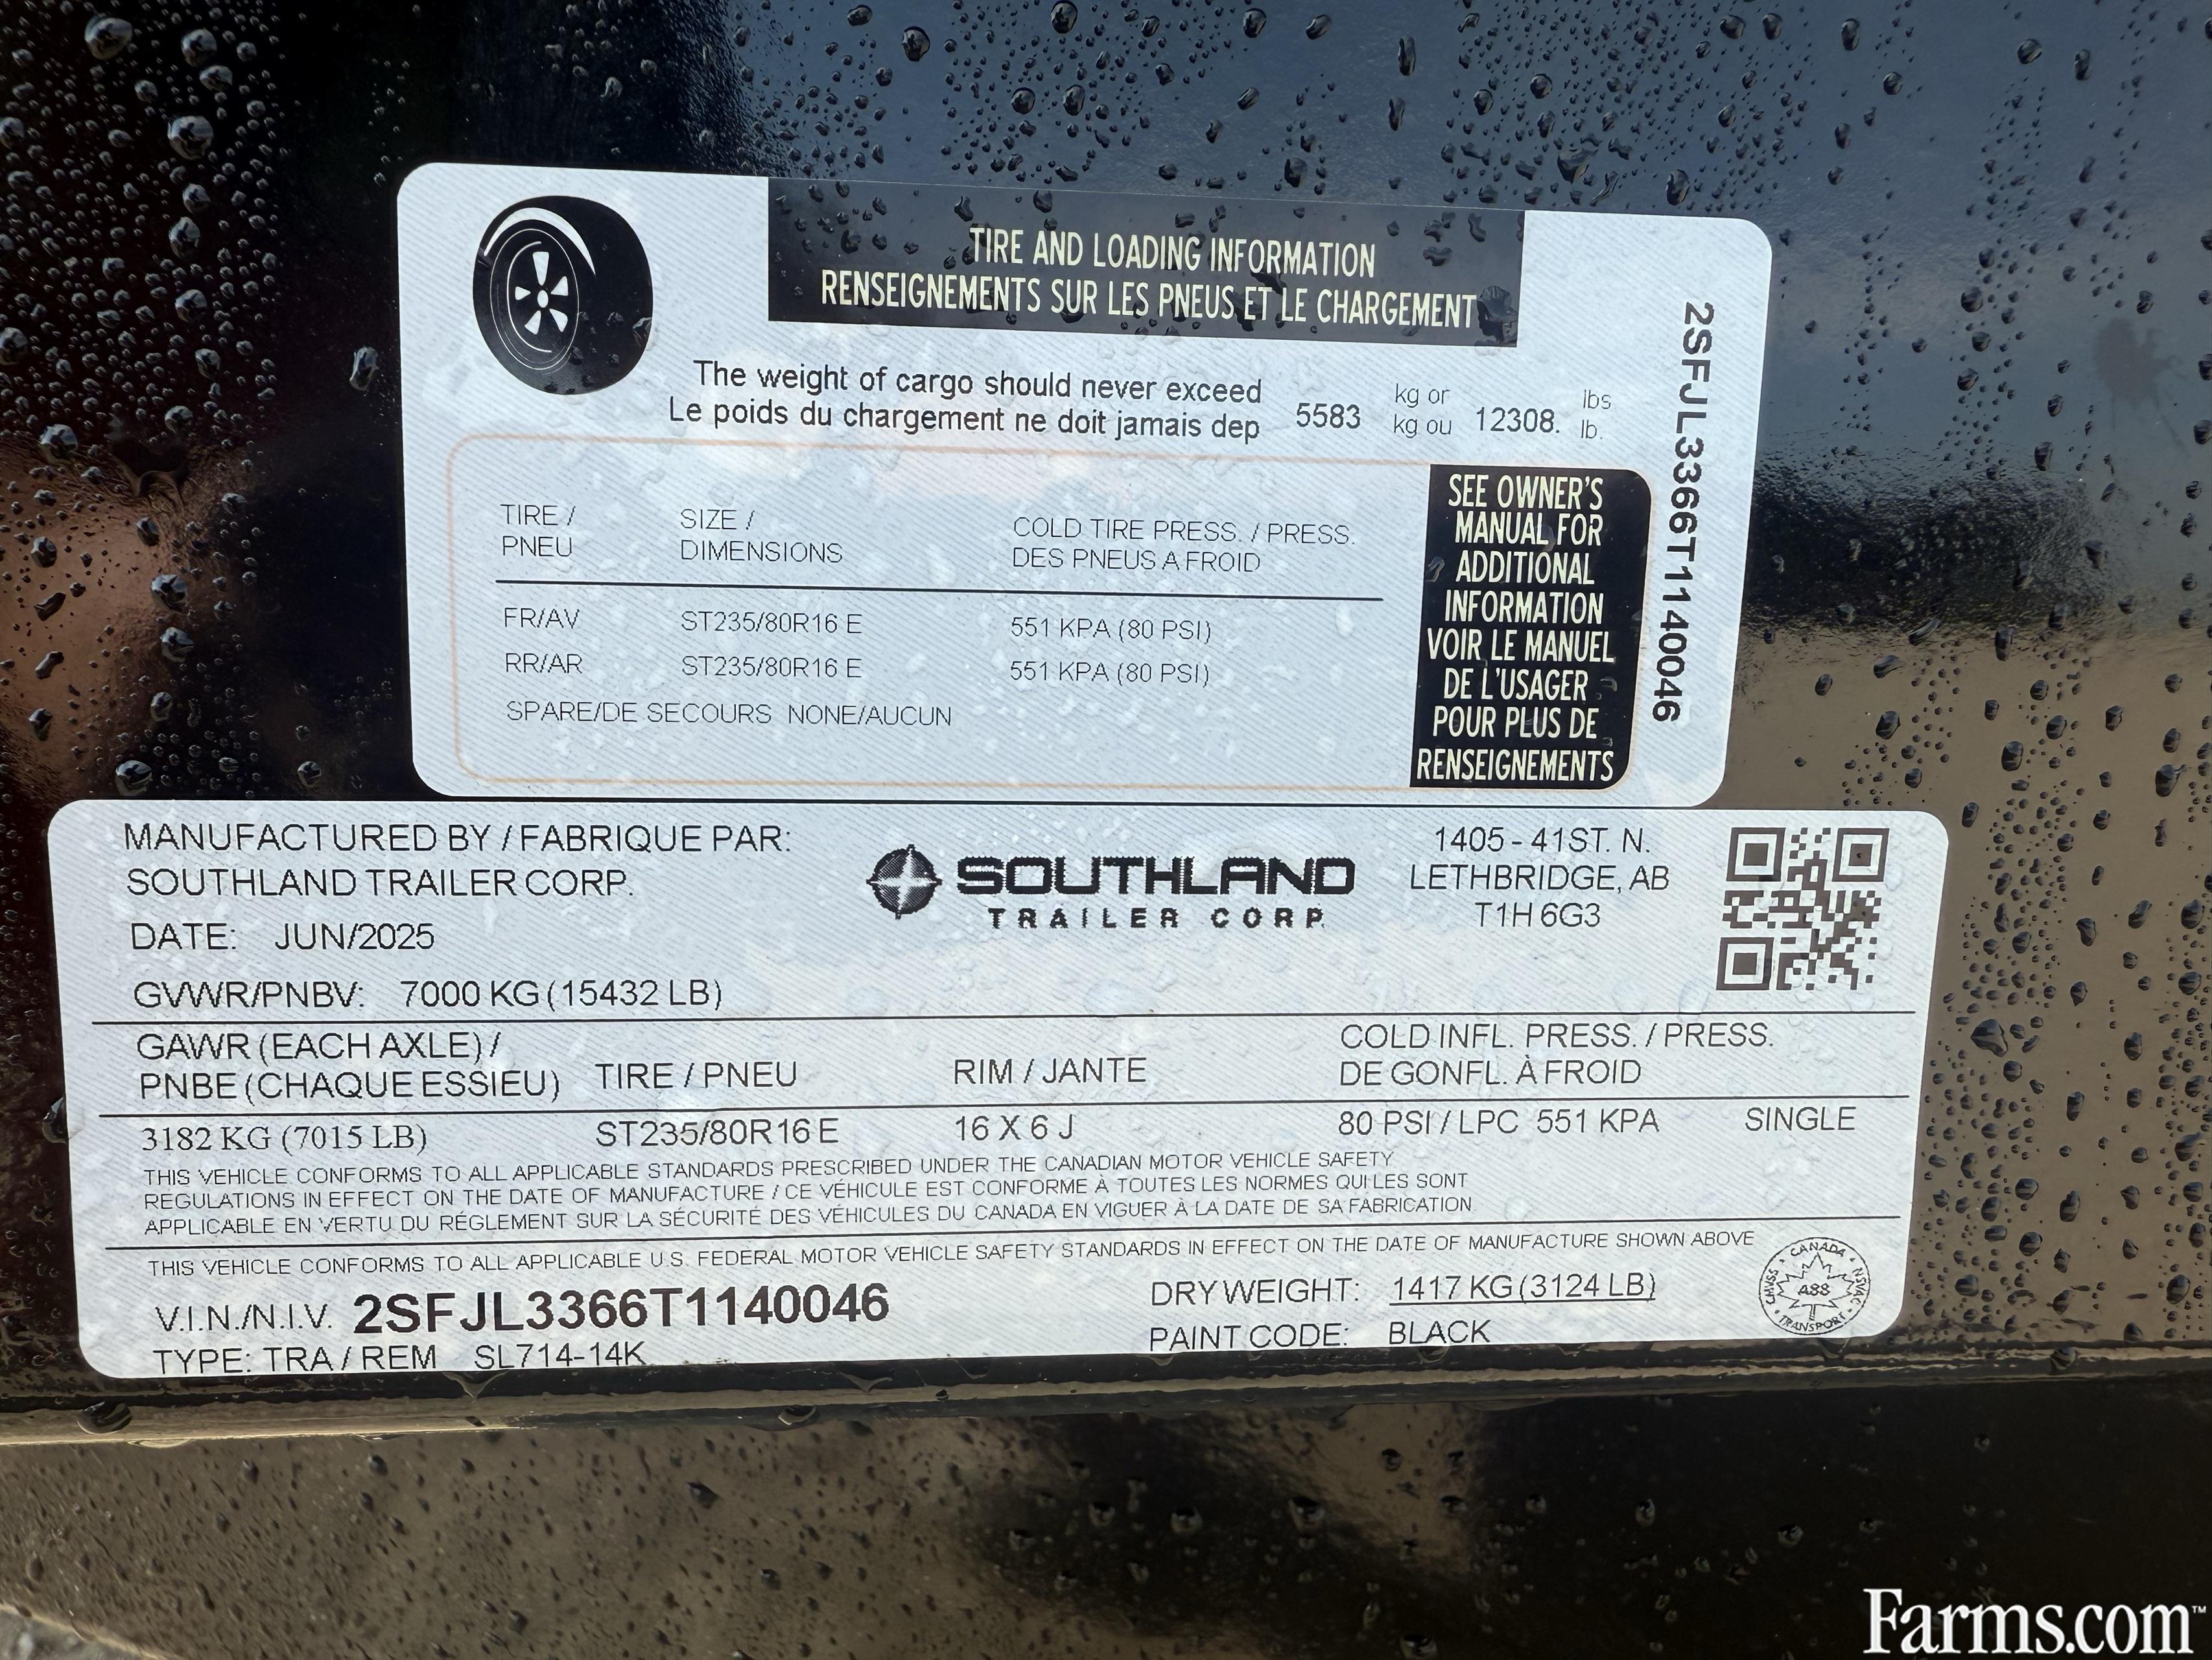 TIRE AND LOADING INFORMATION
RENSEIGNEMENTS SUR LES PNEUS ET LE CHARGEMENT
The weight of cargo should never exceed
Le poids du chargement ne doit jamais dep
5583 kg or 12308. lbs
kg ou lb.
TIRE / SIZE / COLD TIRE PRESS. / PRESS.
PNEU DIMENSIONS DES PNEUS A FROID
FR/AV ST235/80R16 E 551 KPA (80 PSI)
RR/AR ST235/80R16 E 551 KPA (80 PSI)
SPARE/DE SECOURS NONE/AUCUN
SEE OWNER'S
MANUAL FOR
ADDITIONAL
INFORMATION
VOIR LE MANUEL
DE L'USAGER
POUR PLUS DE
RENSEIGNEMENTS
2SFJL3366T1140046
MANUFACTURED BY / FABRIQUE PAR:
SOUTHLAND TRAILER CORP.
DATE: JUN/2025
SOUTHLAND
TRAILER CORP.
1405 - 41ST. N.
LETHBRIDGE, AB
T1H 6G3
GVWR/PNBV: 7000 KG (15432 LB)
GAWR (EACH AXLE) /
PNBE (CHAQUE ESSIEU) TIRE / PNEU RIM / JANTE
COLD INFL. PRESS. / PRESS.
DE GONFL. À FROID
3182 KG (7015 LB) ST235/80R16 E 16 X 6 J 80 PSI / LPC 551 KPA SINGLE
THIS VEHICLE CONFORMS TO ALL APPLICABLE STANDARDS PRESCRIBED UNDER THE CANADIAN MOTOR VEHICLE SAFETY
REGULATIONS IN EFFECT ON THE DATE OF MANUFACTURE / CE VÉHICULE EST CONFORME À TOUTES LES NORMES QUI LES SONT
APPLICABLE EN VERTU DU RÉGLEMENT SUR LA SÉCURITÉ DES VÉHICULES DU CANADA EN VIGUER À LA DATE DE SA FABRICATION
THIS VEHICLE CONFORMS TO ALL APPLICABLE U.S. FEDERAL MOTOR VEHICLE SAFETY STANDARDS IN EFFECT ON THE DATE OF MANUFACTURE SHOWN ABOVE
V.I.N./N.I.V. 2SFJL3366T1140046
TYPE: TRA / REM SL714-14K
DRY WEIGHT: 1417 KG (3124 LB)
PAINT CODE: BLACK
CANADA
CMVSS A88 NSVAC
TRANSPORT
Farms.com™